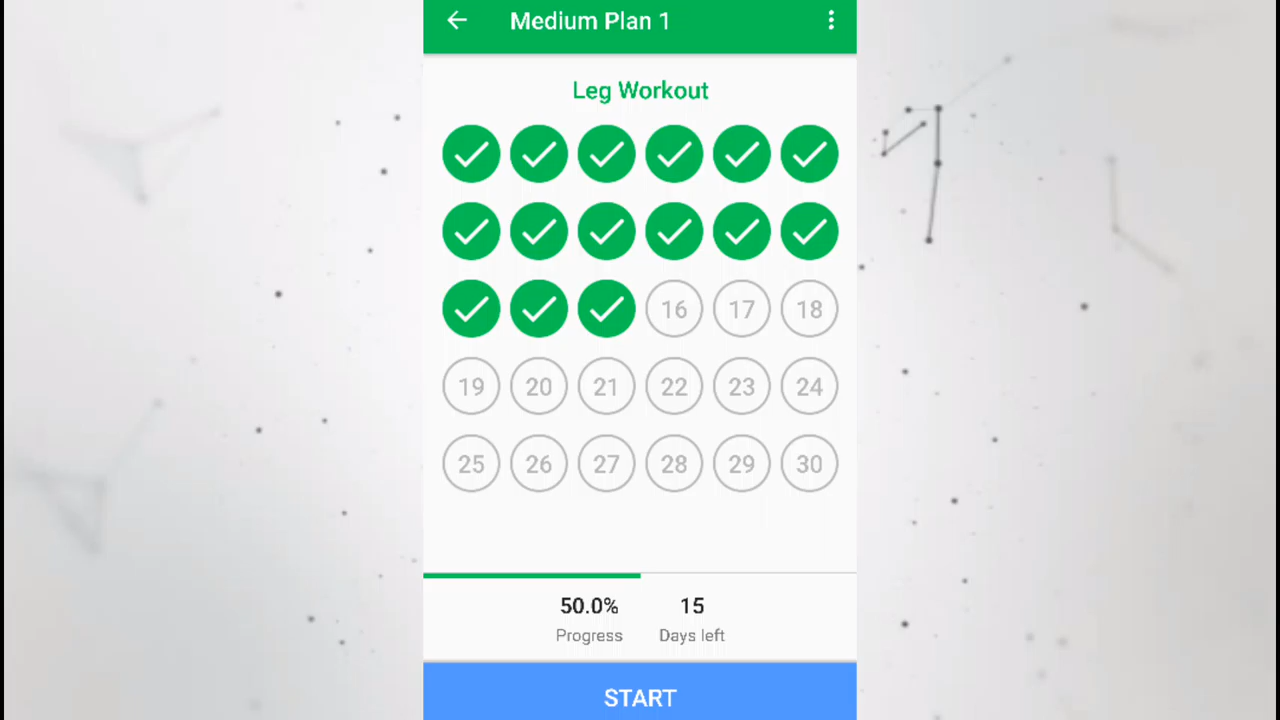 Medium Plan 1
Leg Workout
16 17 18
19 20 21 22 23 24
25 26 27 28 29 30
50.0% 15
Progress Days left
START